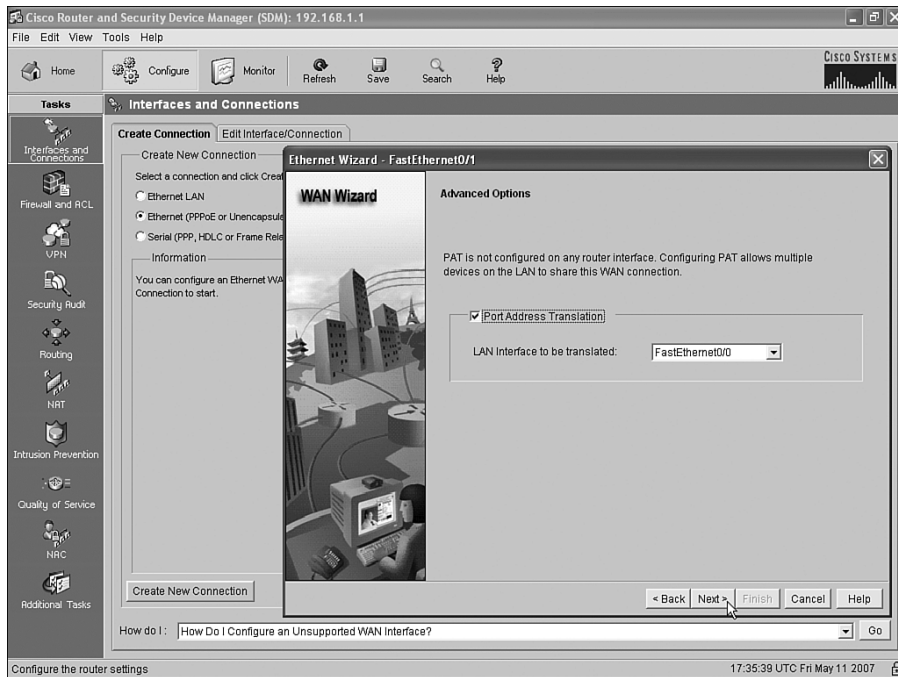 Cisco Router and Security Device Manager (SDM): 192.168.1.1
File Edit View Tools Help
Home Configure Monitor Refresh Save Search Help
CISCO SYSTEMS
Tasks
Interfaces and Connections
Interfaces and Connections
Firewall and ACL
VPN
Security Audit
Routing
NAT
Intrusion Prevention
Quality of Service
NAC
Additional Tasks
Create Connection Edit Interface/Connection
Create New Connection
Select a connection and click Crea
Ethernet LAN
Ethernet (PPPoE or Unencapsula
Serial (PPP, HDLC or Frame Rela
Information
You can configure an Ethernet WA
Connection to start.
Create New Connection
Ethernet Wizard - FastEthernet0/1
WAN Wizard
Advanced Options
PAT is not configured on any router interface. Configuring PAT allows multiple
devices on the LAN to share this WAN connection.
Port Address Translation
LAN Interface to be translated: FastEthernet0/0
< Back Next > Finish Cancel Help
How do I: How Do I Configure an Unsupported WAN Interface? Go
Configure the router settings 17:35:39 UTC Fri May 11 2007